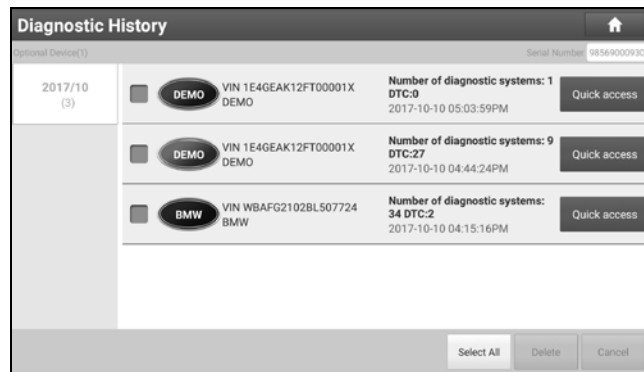 Diagnostic History
Optional Device(1)
Serial Number 98569000930
2017/10
(3)
DEMO
VIN 1E4GEAK12FT00001X
DEMO
Number of diagnostic systems: 1
DTC:0
2017-10-10 05:03:59PM
Quick access
DEMO
VIN 1E4GEAK12FT00001X
DEMO
Number of diagnostic systems: 9
DTC:27
2017-10-10 04:44:24PM
Quick access
BMW
VIN WBAFG2102BL507724
BMW
Number of diagnostic systems:
34 DTC:2
2017-10-10 04:15:16PM
Quick access
Select All
Delete
Cancel